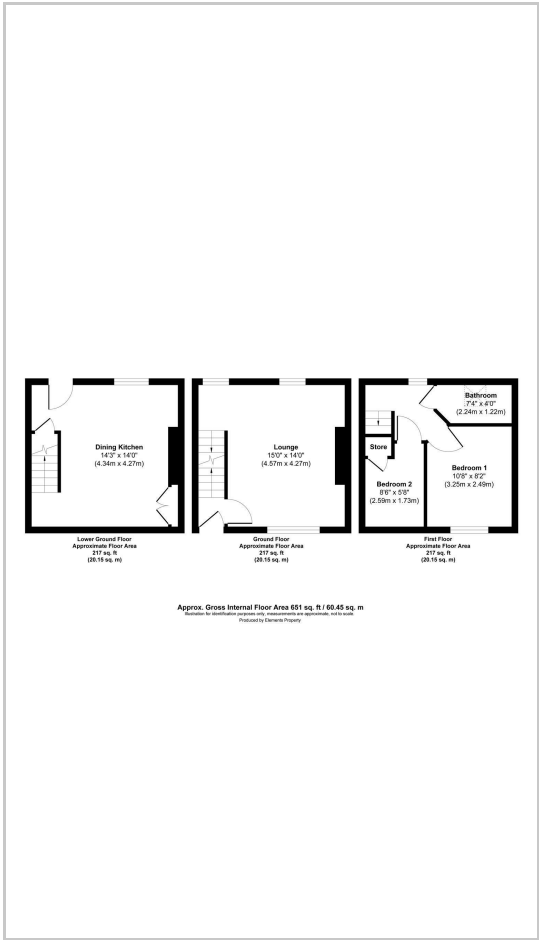 Dining Kitchen
14'3" x 14'0"
(4.34m x 4.27m)
Lower Ground Floor
Approximate Floor Area
217 sq. ft
(20.15 sq. m)
Lounge
15'0" x 14'0"
(4.57m x 4.27m)
Ground Floor
Approximate Floor Area
217 sq. ft
(20.15 sq. m)
Bathroom
7'4" x 4'0"
(2.24m x 1.22m)
Store
Bedroom 1
10'8" x 8'2"
(3.25m x 2.49m)
Bedroom 2
8'6" x 5'8"
(2.59m x 1.73m)
First Floor
Approximate Floor Area
217 sq. ft
(20.15 sq. m)
Approx. Gross Internal Floor Area 651 sq. ft / 60.45 sq. m
Illustration for identification purposes only, measurements are approximate, not to scale.
Produced by Elements Property